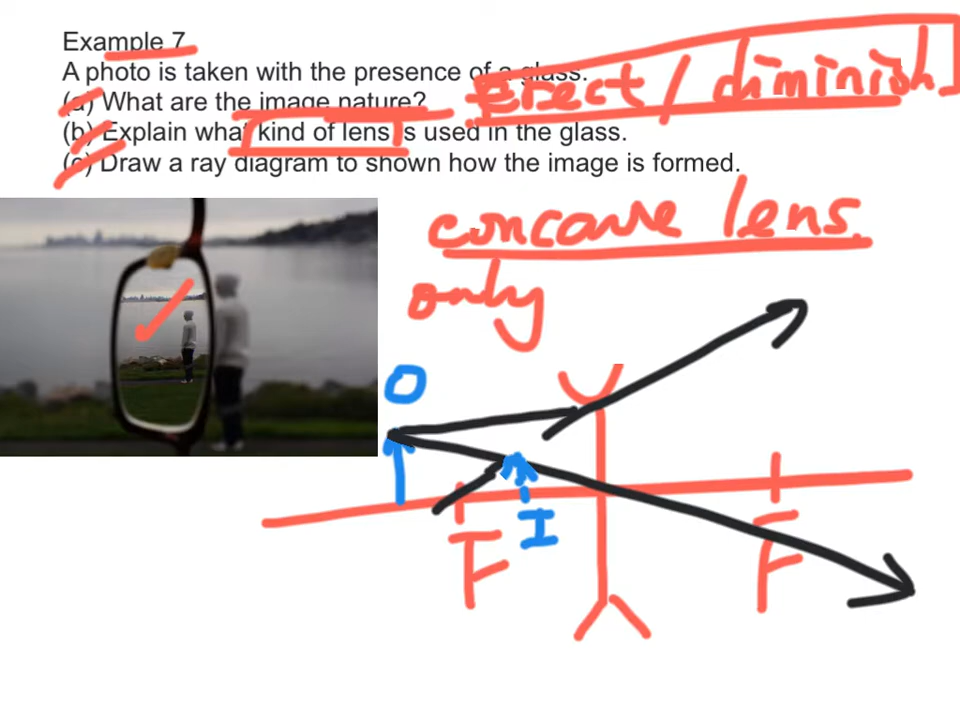 Example 7
A photo is taken with the presence of a glass.
(a) What are the image nature? erect / diminish
(b) Explain what kind of lens is used in the glass.
(c) Draw a ray diagram to shown how the image is formed.
concave lens
only
O
I
F
F